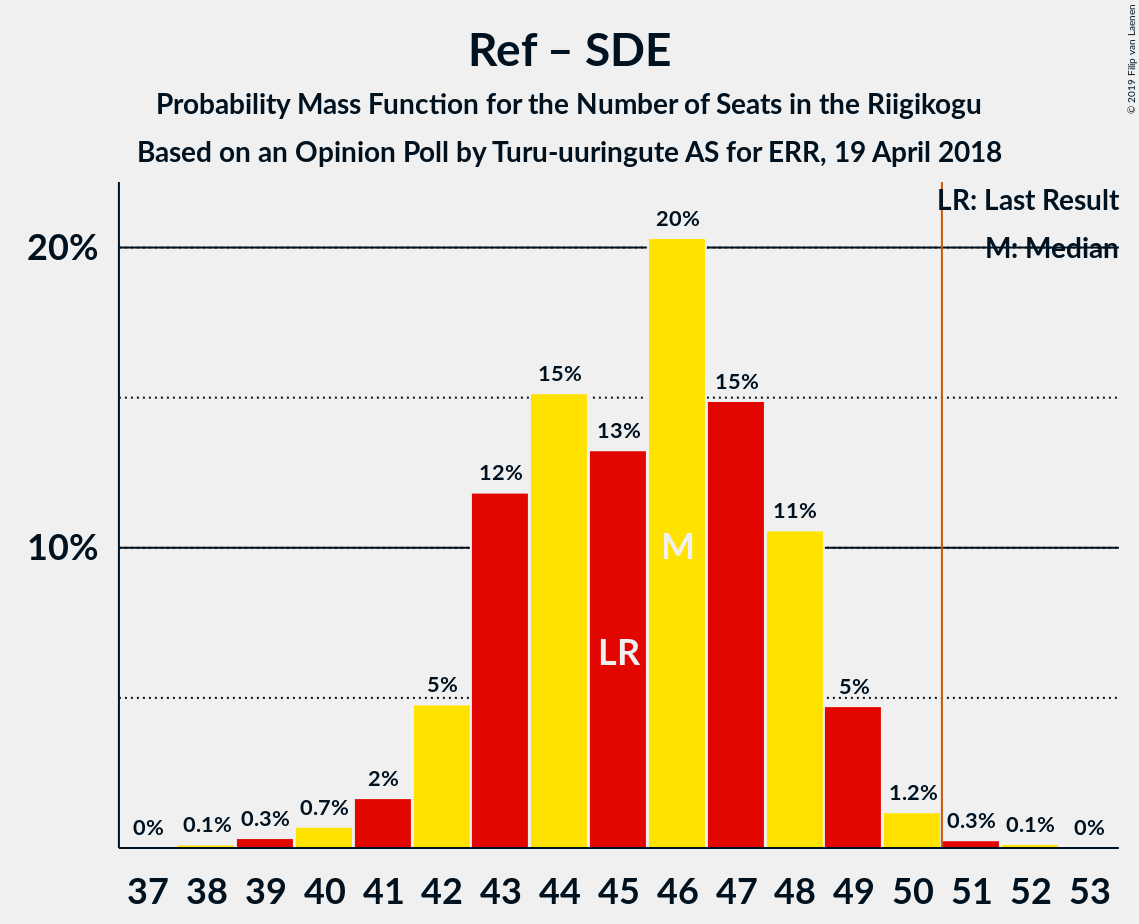 Ref – SDE
Probability Mass Function for the Number of Seats in the Riigikogu
Based on an Opinion Poll by Turu-uuringute AS for ERR, 19 April 2018
© 2019 Filip van Laenen
LR: Last Result
M: Median
20%
10%
0%
0.1%
0.3%
0.7%
2%
5%
12%
15%
13%
20%
15%
11%
5%
1.2%
0.3%
0.1%
0%
M
LR
37 38 39 40 41 42 43 44 45 46 47 48 49 50 51 52 53